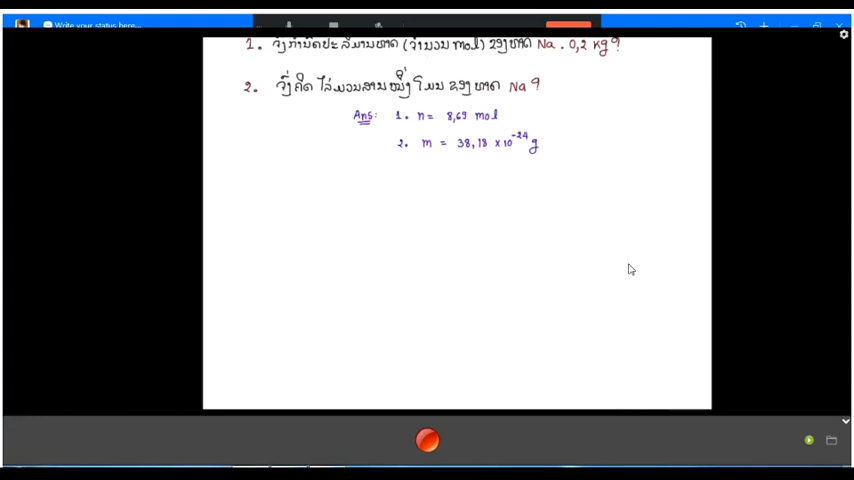 Write your status here...
1. ຈົ່ງກຳນົດປະລິມານທາດ (ຈຳນວນ mol) ຂອງທາດ Na . 0,2 kg ?
2. ຈົ່ງຄິດໄລ່ມວນສານໜຶ່ງໂມນ ຂອງທາດ Na ?
Ans: 1. n = 8,69 mol
2. m = 38,18 x 10⁻²⁴ g